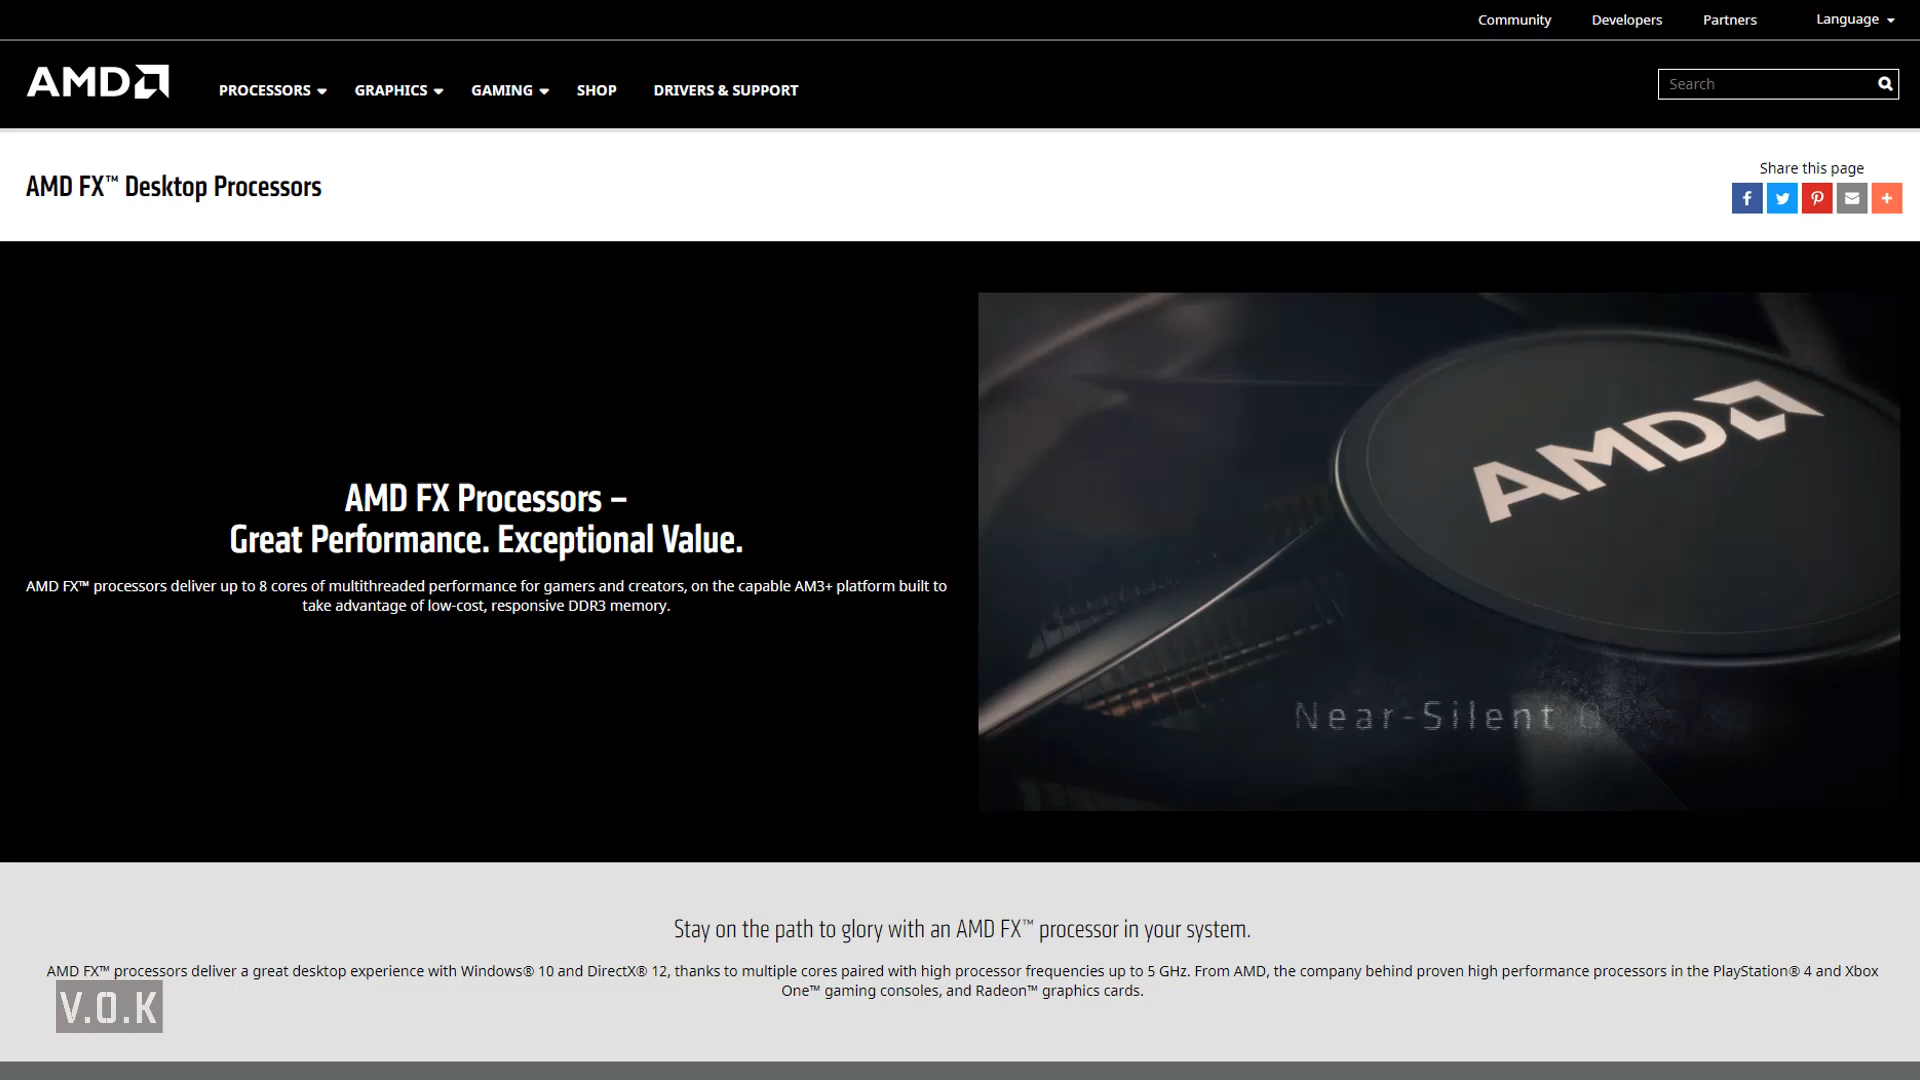 Community Developers Partners Language
AMD PROCESSORS GRAPHICS GAMING SHOP DRIVERS & SUPPORT Search
AMD FX™ Desktop Processors
Share this page
AMD
AMD FX Processors –
Great Performance. Exceptional Value.
AMD FX™ processors deliver up to 8 cores of multithreaded performance for gamers and creators, on the capable AM3+ platform built to
take advantage of low-cost, responsive DDR3 memory.
Near-Silent
Stay on the path to glory with an AMD FX™ processor in your system.
AMD FX™ processors deliver a great desktop experience with Windows® 10 and DirectX® 12, thanks to multiple cores paired with high processor frequencies up to 5 GHz. From AMD, the company behind proven high performance processors in the PlayStation® 4 and Xbox
One™ gaming consoles, and Radeon™ graphics cards.
V.O.K